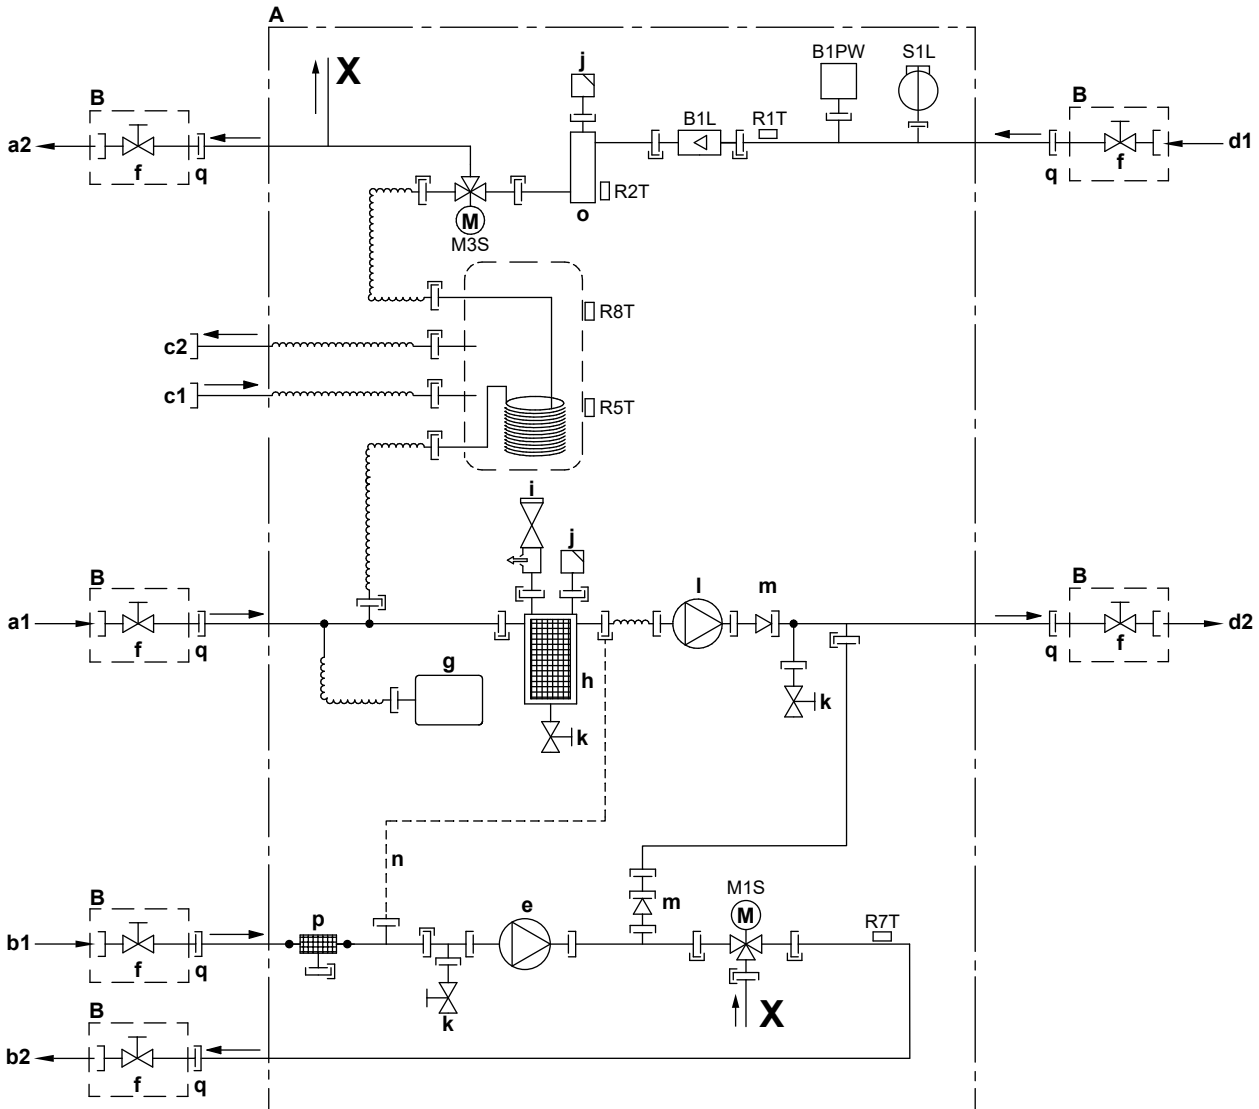 A
X
B
a2
f
q
j
B1L
R1T
B1PW
S1L
B
d1
q
f
R2T
o
M
M3S
R8T
c2
c1
R5T
i
j
B
a1
f
q
g
h
k
l
m
k
B
d2
q
f
n
B
b1
f
q
p
k
e
m
M1S
M
R7T
X
B
b2
f
q